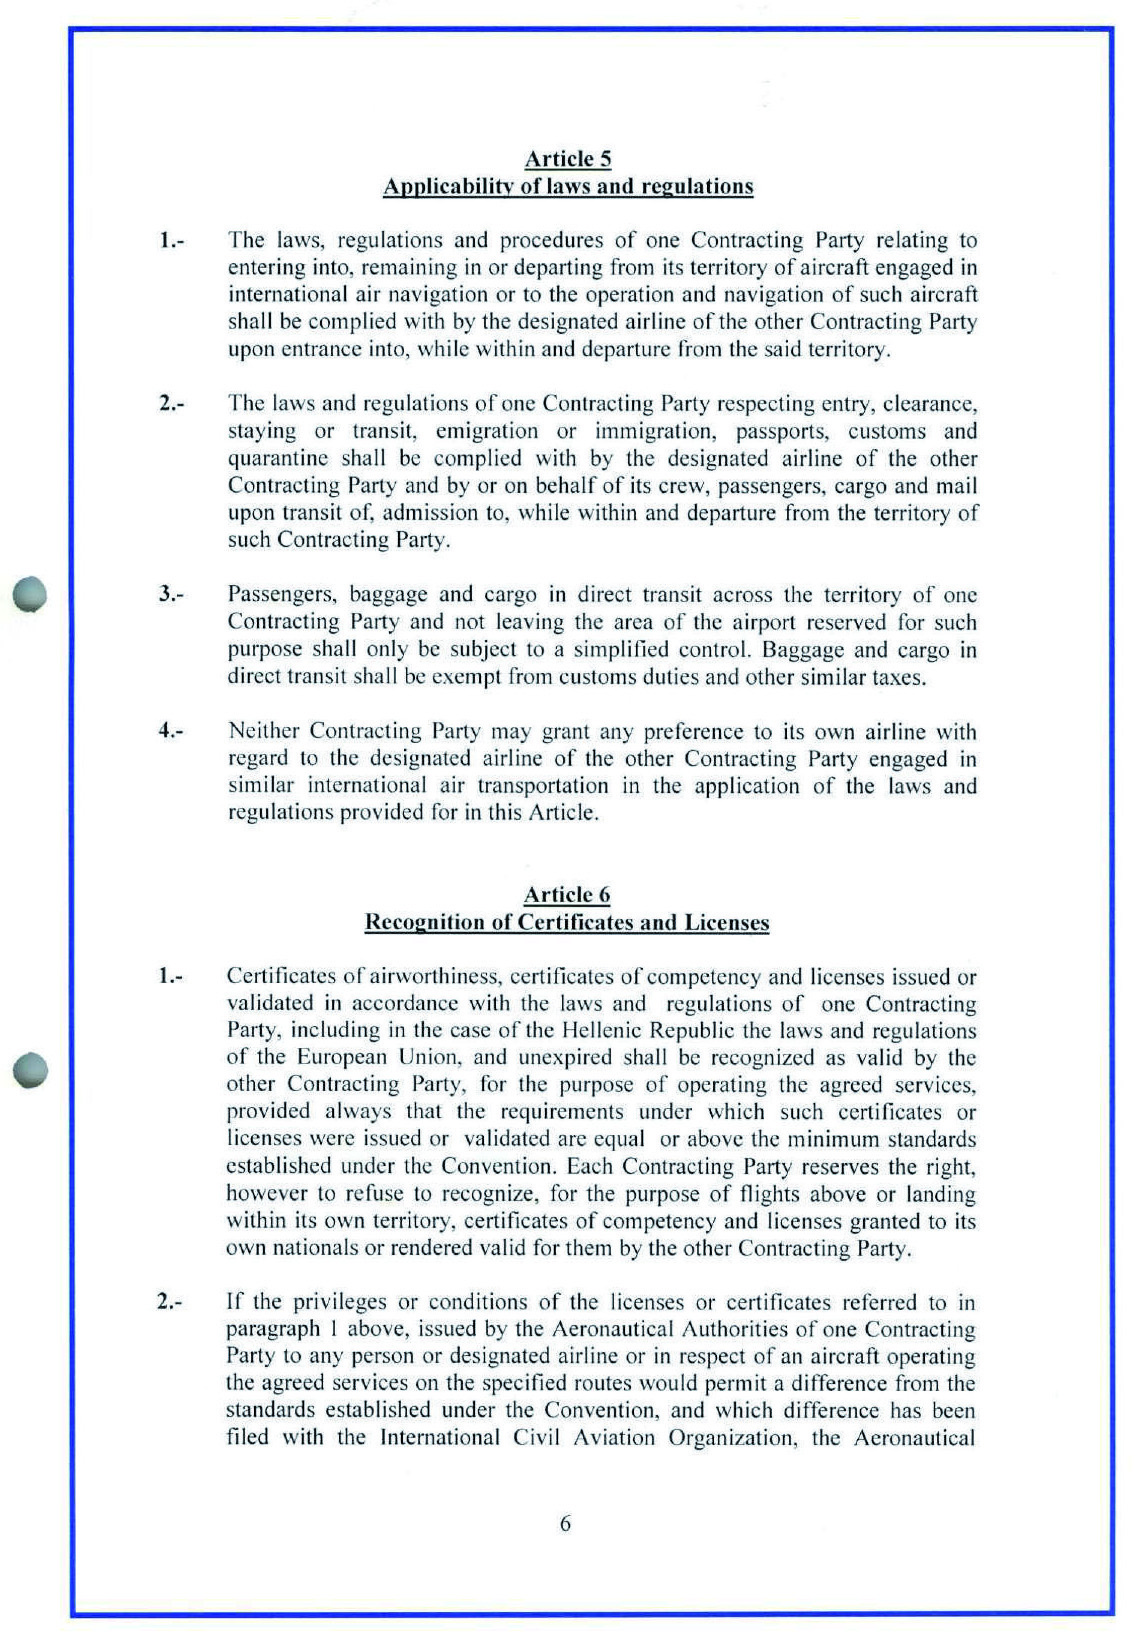 Article 5
Applicability of laws and regulations
1.- The laws, regulations and procedures of one Contracting Party relating to
entering into, remaining in or departing from its territory of aircraft engaged in
international air navigation or to the operation and navigation of such aircraft
shall be complied with by the designated airline of the other Contracting Party
upon entrance into, while within and departure from the said territory.
2.- The laws and regulations of one Contracting Party respecting entry, clearance,
staying or transit, emigration or immigration, passports, customs and
quarantine shall be complied with by the designated airline of the other
Contracting Party and by or on behalf of its crew, passengers, cargo and mail
upon transit of, admission to, while within and departure from the territory of
such Contracting Party.
3.- Passengers, baggage and cargo in direct transit across the territory of one
Contracting Party and not leaving the area of the airport reserved for such
purpose shall only be subject to a simplified control. Baggage and cargo in
direct transit shall be exempt from customs duties and other similar taxes.
4.- Neither Contracting Party may grant any preference to its own airline with
regard to the designated airline of the other Contracting Party engaged in
similar international air transportation in the application of the laws and
regulations provided for in this Article.
Article 6
Recognition of Certificates and Licenses
1.- Certificates of airworthiness, certificates of competency and licenses issued or
validated in accordance with the laws and regulations of one Contracting
Party, including in the case of the Hellenic Republic the laws and regulations
of the European Union, and unexpired shall be recognized as valid by the
other Contracting Party, for the purpose of operating the agreed services,
provided always that the requirements under which such certificates or
licenses were issued or validated are equal or above the minimum standards
established under the Convention. Each Contracting Party reserves the right,
however to refuse to recognize, for the purpose of flights above or landing
within its own territory, certificates of competency and licenses granted to its
own nationals or rendered valid for them by the other Contracting Party.
2.- If the privileges or conditions of the licenses or certificates referred to in
paragraph 1 above, issued by the Aeronautical Authorities of one Contracting
Party to any person or designated airline or in respect of an aircraft operating
the agreed services on the specified routes would permit a difference from the
standards established under the Convention, and which difference has been
filed with the International Civil Aviation Organization, the Aeronautical
6